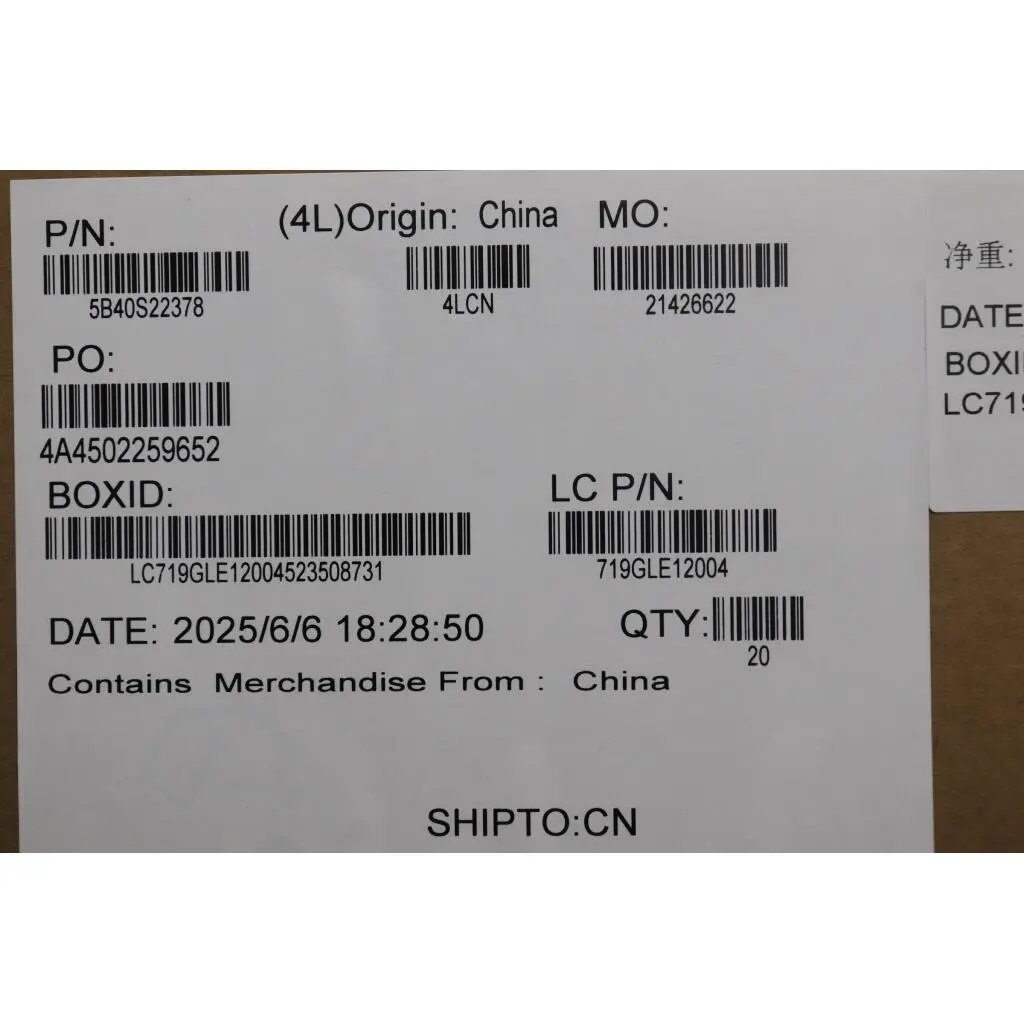 P/N:
(4L)Origin: China
MO:
5B40S22378
4LCN
21426622
PO:
4A4502259652
BOXID:
LC P/N:
LC719GLE12004523508731
719GLE12004
DATE: 2025/6/6 18:28:50
QTY:
20
Contains Merchandise From : China
SHIPTO:CN
净重:
DATE
BOXI
LC719